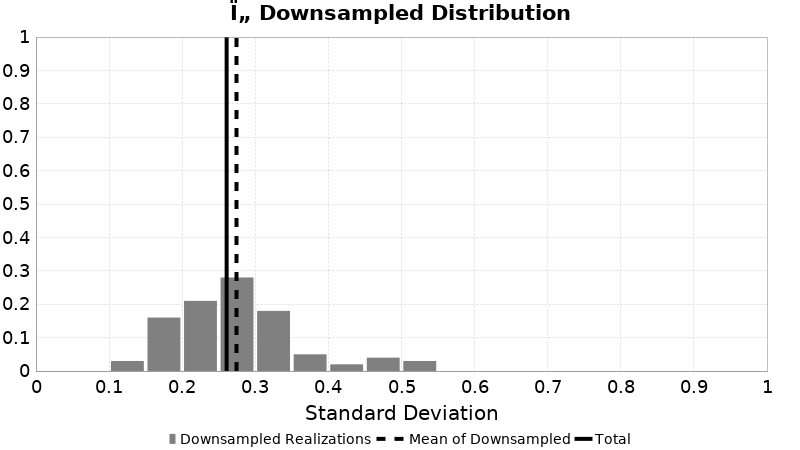 Ï„ Downsampled Distribution
1
0.9
0.8
0.7
0.6
0.5
0.4
0.3
0.2
0.1
0
0 0.1 0.2 0.3 0.4 0.5 0.6 0.7 0.8 0.9 1
Standard Deviation
Downsampled Realizations Mean of Downsampled Total